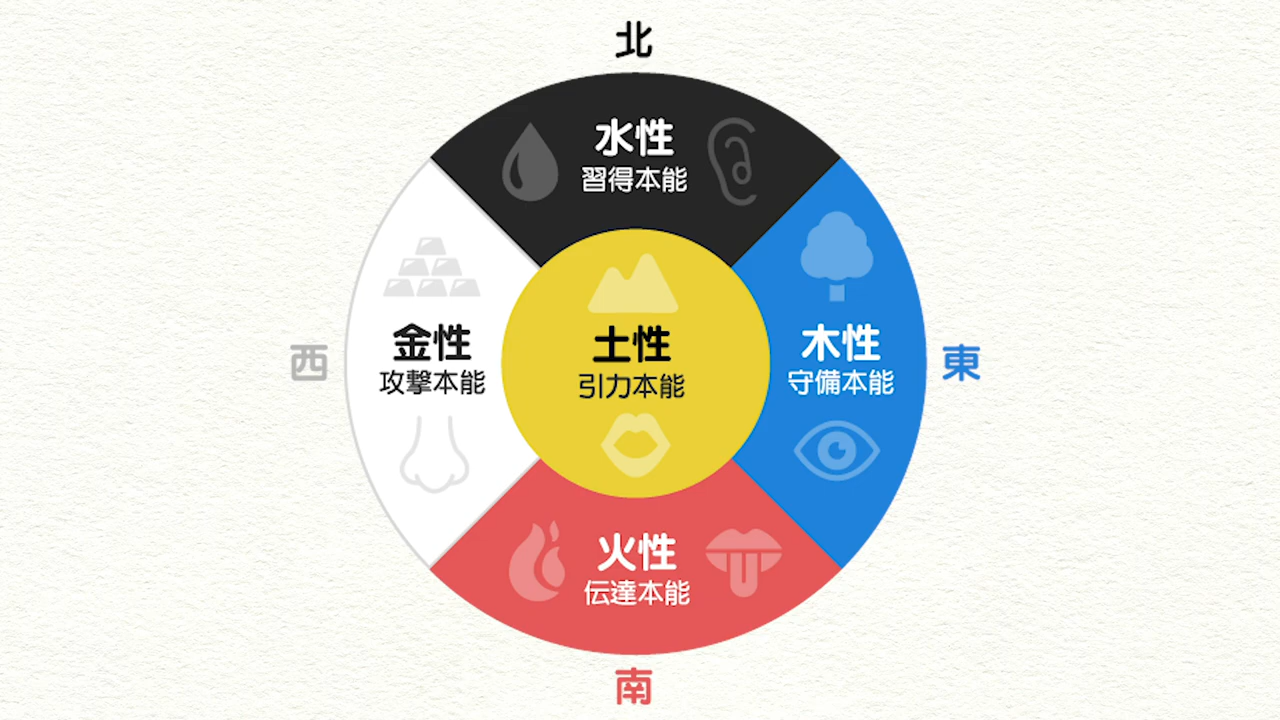 北
水性
習得本能
西
金性
攻撃本能
土性
引力本能
木性
守備本能
東
火性
伝達本能
南